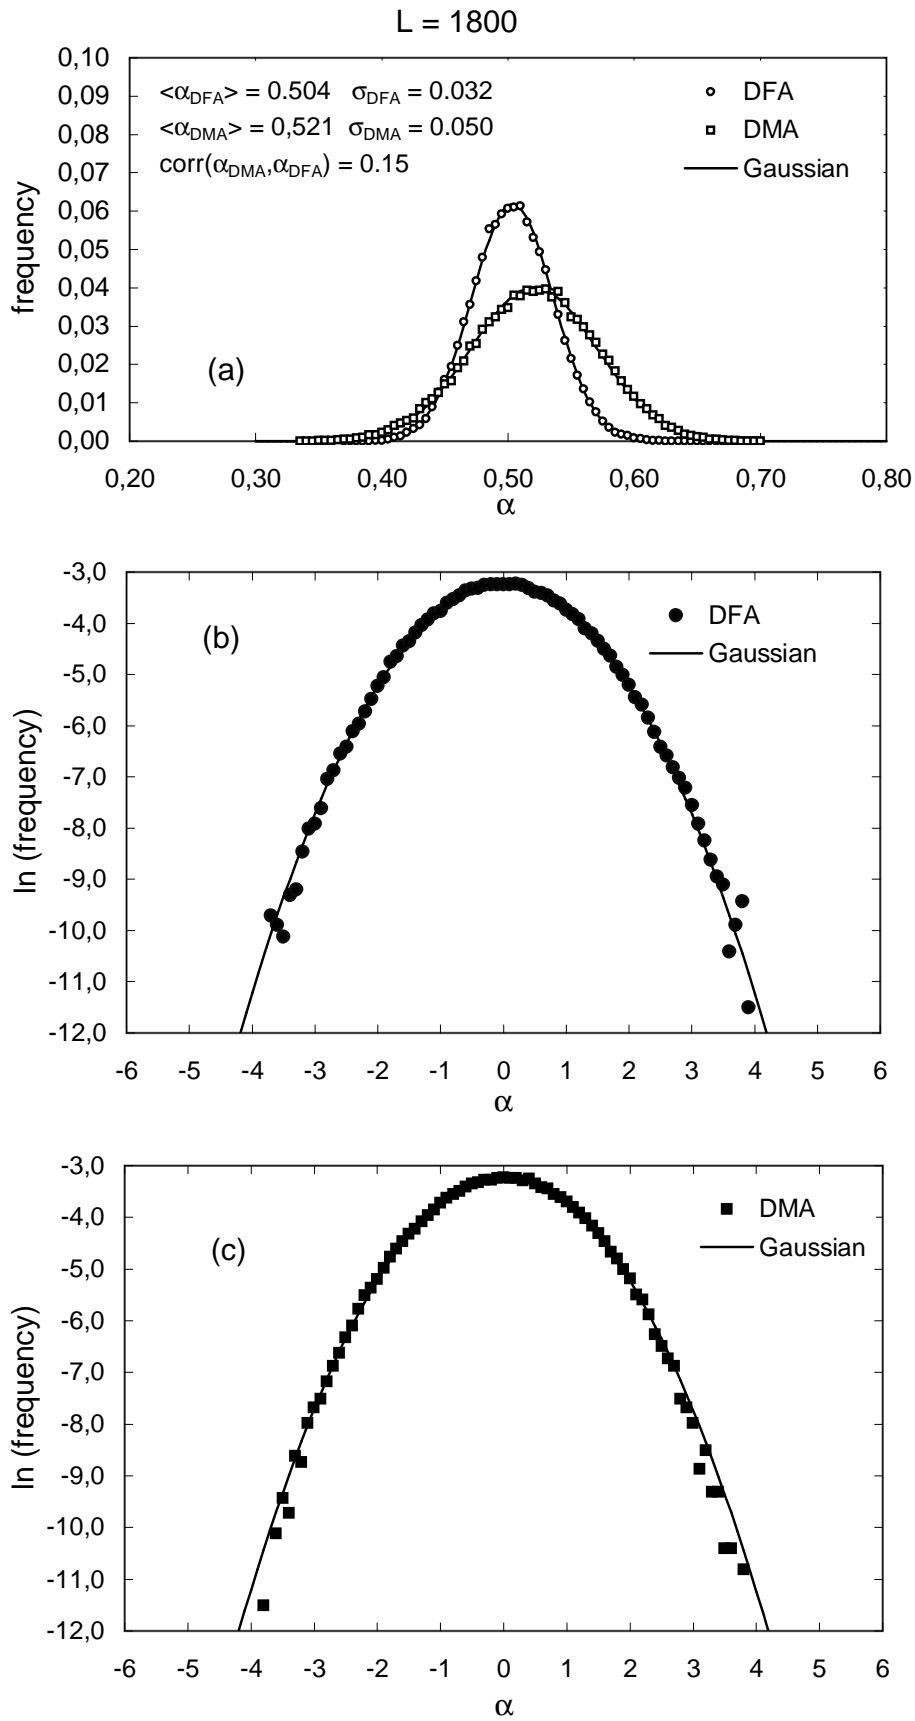 L = 1800
0,10
0,09
0,08
0,07
0,06
0,05
0,04
0,03
0,02
0,01
0,00
frequency
<α_DFA> = 0.504 σ_DFA = 0.032
<α_DMA> = 0,521 σ_DMA = 0.050
corr(α_DMA,α_DFA) = 0.15
DFA
DMA
Gaussian
(a)
0,20 0,30 0,40 0,50 0,60 0,70 0,80
α
-3,0
-4,0
-5,0
-6,0
-7,0
-8,0
-9,0
-10,0
-11,0
-12,0
ln (frequency)
(b)
DFA
Gaussian
-6 -5 -4 -3 -2 -1 0 1 2 3 4 5 6
α
-3,0
-4,0
-5,0
-6,0
-7,0
-8,0
-9,0
-10,0
-11,0
-12,0
ln (frequency)
(c)
DMA
Gaussian
-6 -5 -4 -3 -2 -1 0 1 2 3 4 5 6
α